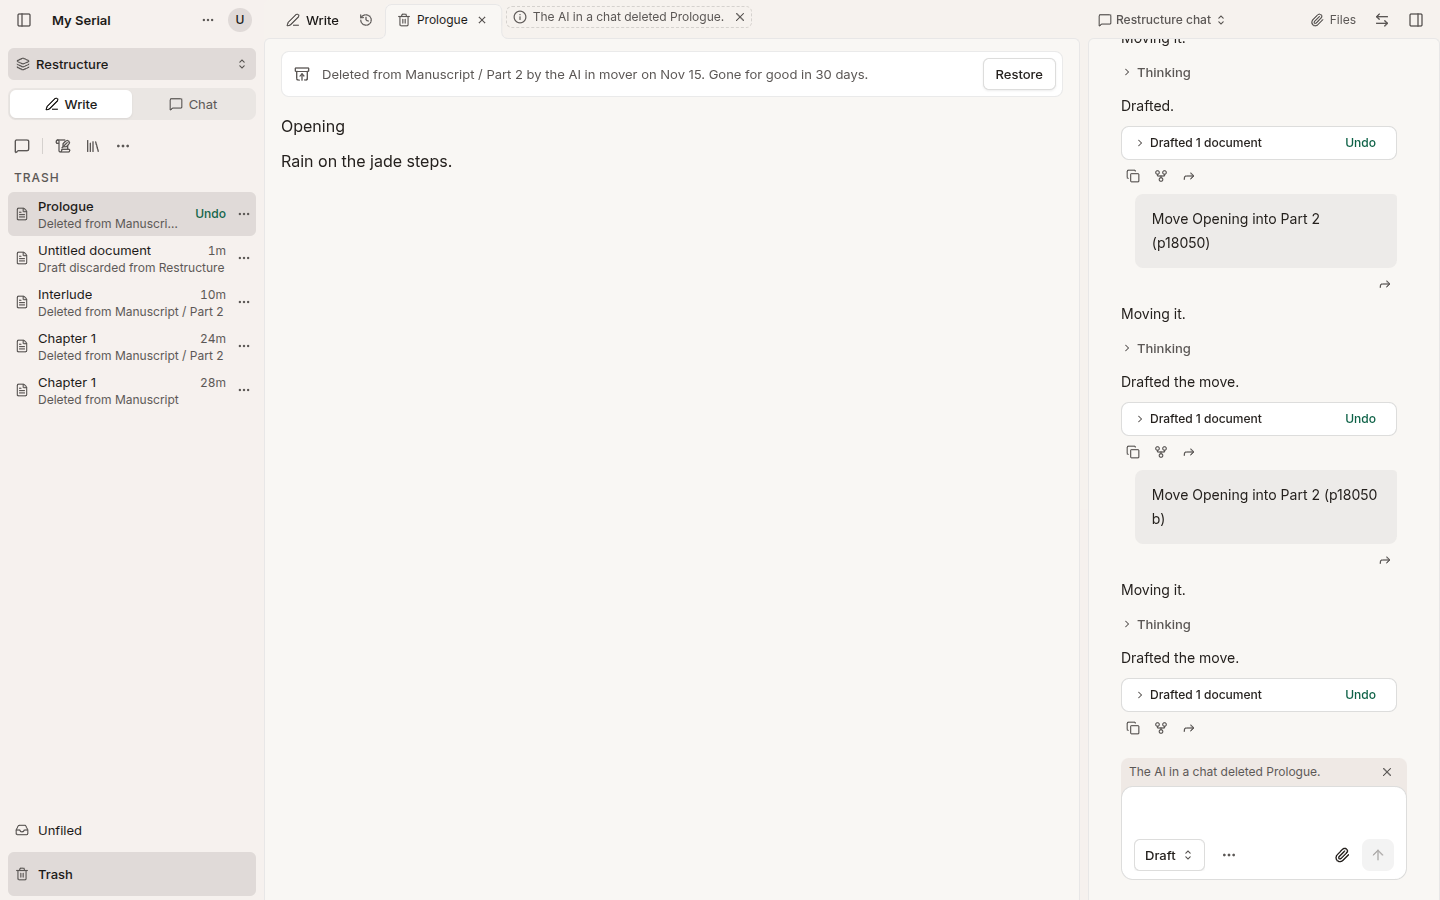 My Serial
U
Restructure
Write
Chat
TRASH
Prologue
Deleted from Manuscri...
Undo
Untitled document
1m
Draft discarded from Restructure
Interlude
10m
Deleted from Manuscript / Part 2
Chapter 1
24m
Deleted from Manuscript / Part 2
Chapter 1
28m
Deleted from Manuscript
Unfiled
Trash
Write
Prologue
The AI in a chat deleted Prologue.
Deleted from Manuscript / Part 2 by the AI in mover on Nov 15. Gone for good in 30 days.
Restore
Opening
Rain on the jade steps.
Restructure chat
Files
Moving it.
Thinking
Drafted.
Drafted 1 document
Undo
Move Opening into Part 2
(p18050)
Moving it.
Thinking
Drafted the move.
Drafted 1 document
Undo
Move Opening into Part 2 (p18050
b)
Moving it.
Thinking
Drafted the move.
Drafted 1 document
Undo
The AI in a chat deleted Prologue.
Draft